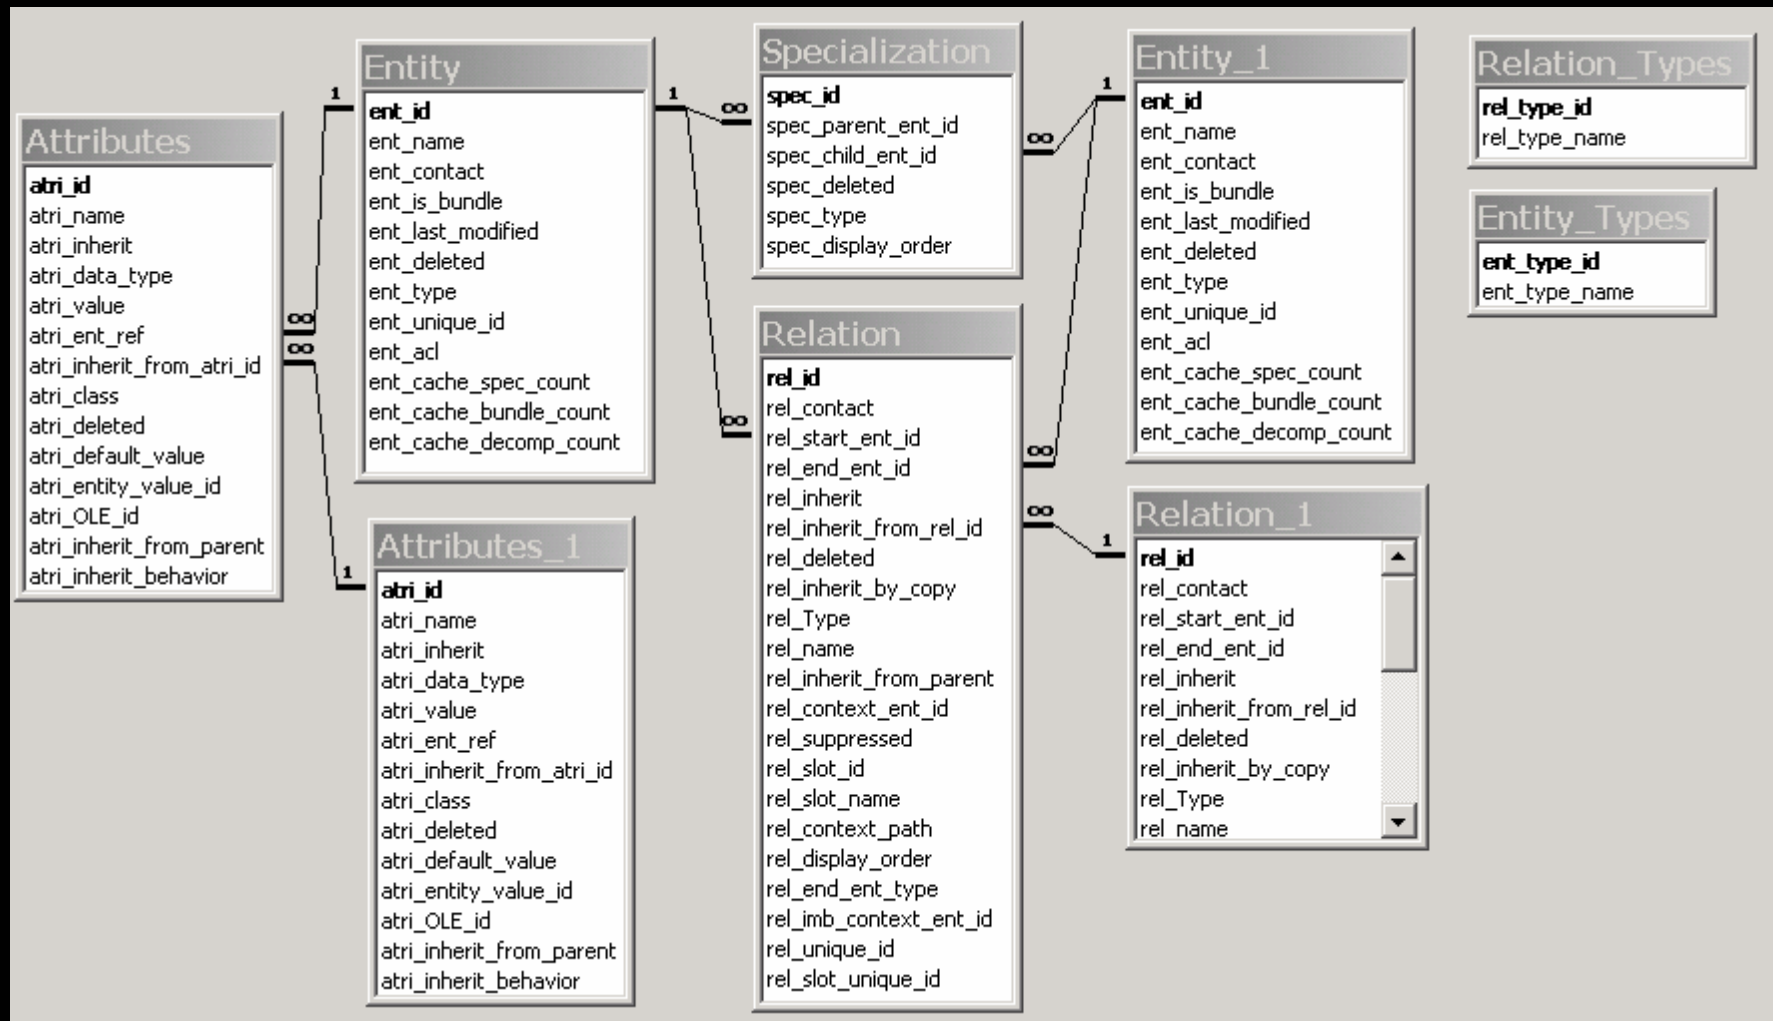 Attributes
atri_id
atri_name
atri_inherit
atri_data_type
atri_value
atri_ent_ref
atri_inherit_from_atri_id
atri_class
atri_deleted
atri_default_value
atri_entity_value_id
atri_OLE_id
atri_inherit_from_parent
atri_inherit_behavior
1
∞
∞
1
Entity
ent_id
ent_name
ent_contact
ent_is_bundle
ent_last_modified
ent_deleted
ent_type
ent_unique_id
ent_acl
ent_cache_spec_count
ent_cache_bundle_count
ent_cache_decomp_count
Attributes_1
atri_id
atri_name
atri_inherit
atri_data_type
atri_value
atri_ent_ref
atri_inherit_from_atri_id
atri_class
atri_deleted
atri_default_value
atri_entity_value_id
atri_OLE_id
atri_inherit_from_parent
atri_inherit_behavior
1
∞
∞
Specialization
spec_id
spec_parent_ent_id
spec_child_ent_id
spec_deleted
spec_type
spec_display_order
Relation
rel_id
rel_contact
rel_start_ent_id
rel_end_ent_id
rel_inherit
rel_inherit_from_rel_id
rel_deleted
rel_inherit_by_copy
rel_Type
rel_name
rel_inherit_from_parent
rel_context_ent_id
rel_suppressed
rel_slot_id
rel_slot_name
rel_context_path
rel_display_order
rel_end_ent_type
rel_imb_context_ent_id
rel_unique_id
rel_slot_unique_id
1
∞
∞
∞
1
Entity_1
ent_id
ent_name
ent_contact
ent_is_bundle
ent_last_modified
ent_deleted
ent_type
ent_unique_id
ent_acl
ent_cache_spec_count
ent_cache_bundle_count
ent_cache_decomp_count
Relation_1
rel_id
rel_contact
rel_start_ent_id
rel_end_ent_id
rel_inherit
rel_inherit_from_rel_id
rel_deleted
rel_inherit_by_copy
rel_Type
rel_name
Relation_Types
rel_type_id
rel_type_name
Entity_Types
ent_type_id
ent_type_name